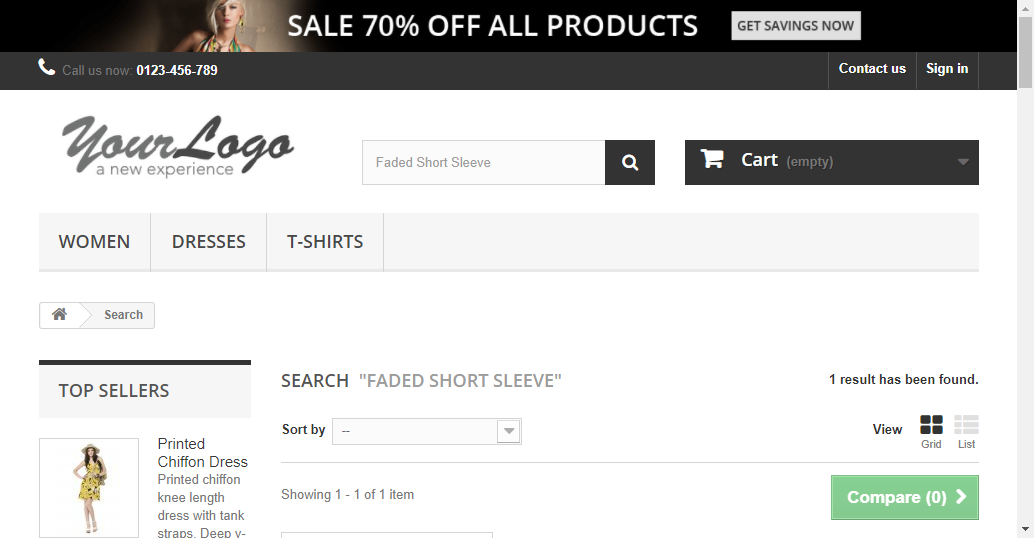 SALE 70% OFF ALL PRODUCTS
GET SAVINGS NOW
Call us now: 0123-456-789
Contact us
Sign in
YourLogo
a new experience
Faded Short Sleeve
Cart (empty)
WOMEN
DRESSES
T-SHIRTS
Search
TOP SELLERS
Printed
Chiffon Dress
Printed chiffon
knee length
dress with tank
straps. Deep v-
SEARCH "FADED SHORT SLEEVE"
1 result has been found.
Sort by
--
View
Grid
List
Showing 1 - 1 of 1 item
Compare (0)